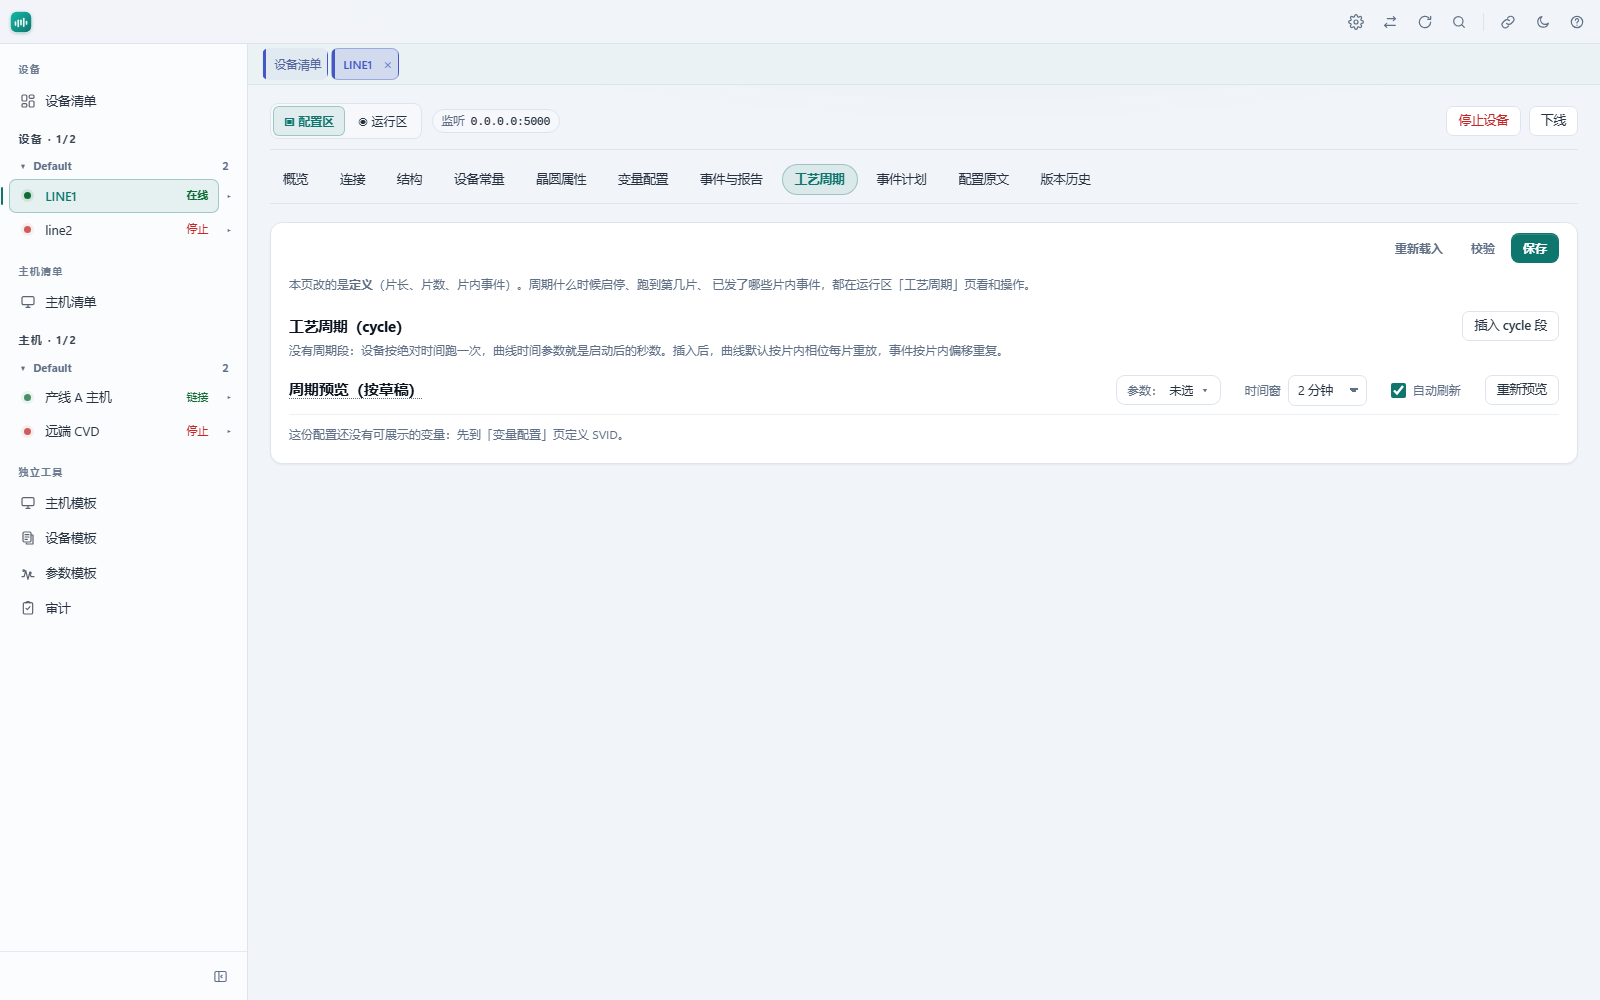 设备
设备清单
设备 · 1/2
Default 2
LINE1 在线
line2 停止
主机清单
主机清单
主机 · 1/2
Default 2
产线 A 主机 链接
远端 CVD 停止
独立工具
主机模板
设备模板
参数模板
审计
设备清单 LINE1 ×
配置区 运行区 监听 0.0.0.0:5000 停止设备 下线
概览 连接 结构 设备常量 晶圆属性 变量配置 事件与报告 工艺周期 事件计划 配置原文 版本历史
重新载入 校验 保存
本页改的是定义（片长、片数、片内事件）。周期什么时候启停、跑到第几片、 已发了哪些片内事件，都在运行区「工艺周期」页看和操作。
工艺周期（cycle） 插入 cycle 段
没有周期段：设备按绝对时间跑一次，曲线时间参数就是启动后的秒数。插入后，曲线默认按片内相位每片重放，事件按片内偏移重复。
周期预览（按草稿） 参数： 未选 时间窗 2 分钟 自动刷新 重新预览
这份配置还没有可展示的变量：先到「变量配置」页定义 SVID。